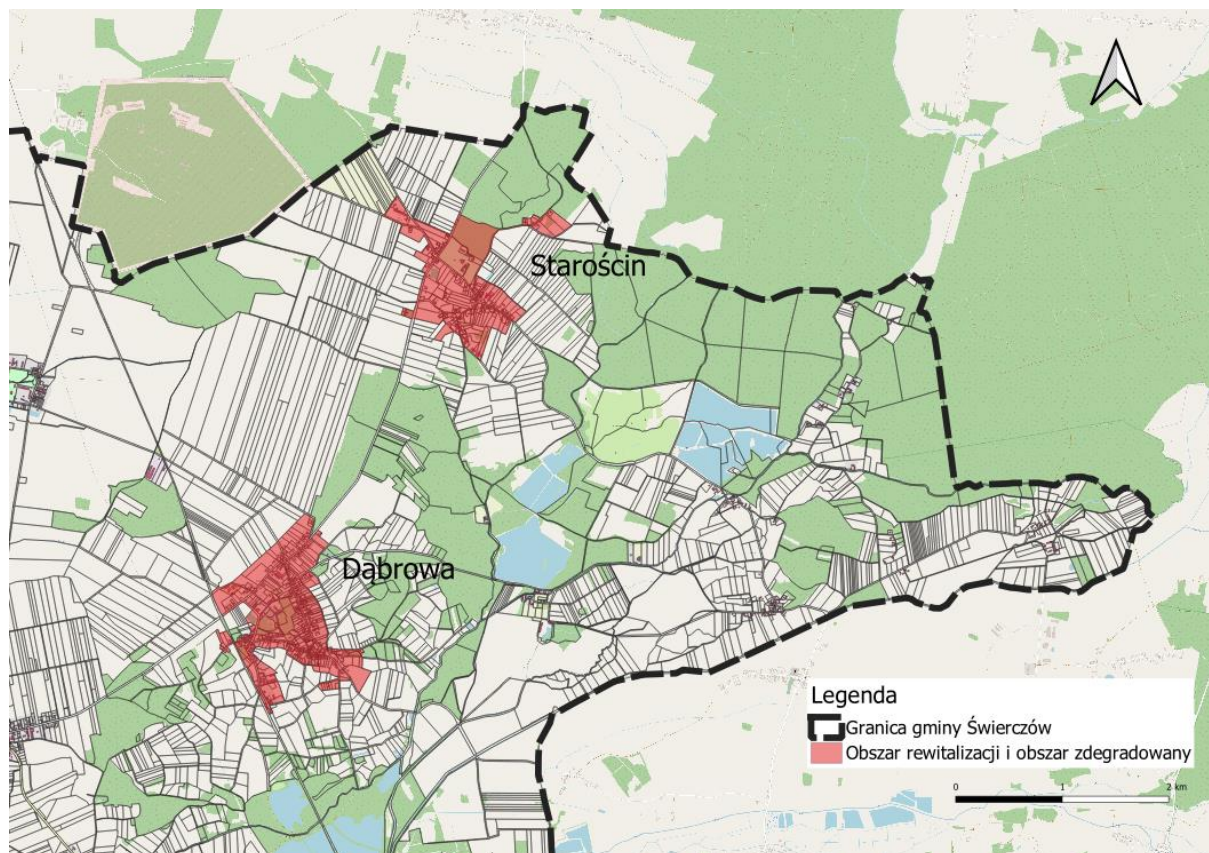 Starościn
Dąbrowa
Legenda
Granica gminy Świerczów
Obszar rewitalizacji i obszar zdegradowany
0 1 2 km